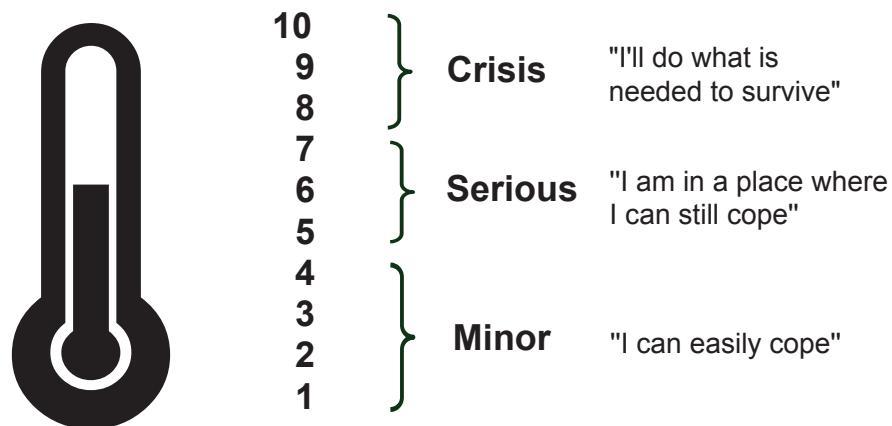 10
9
8
Crisis
"I'll do what is
needed to survive"
7
6
5
Serious
"I am in a place where
I can still cope"
4
3
2
1
Minor
"I can easily cope"